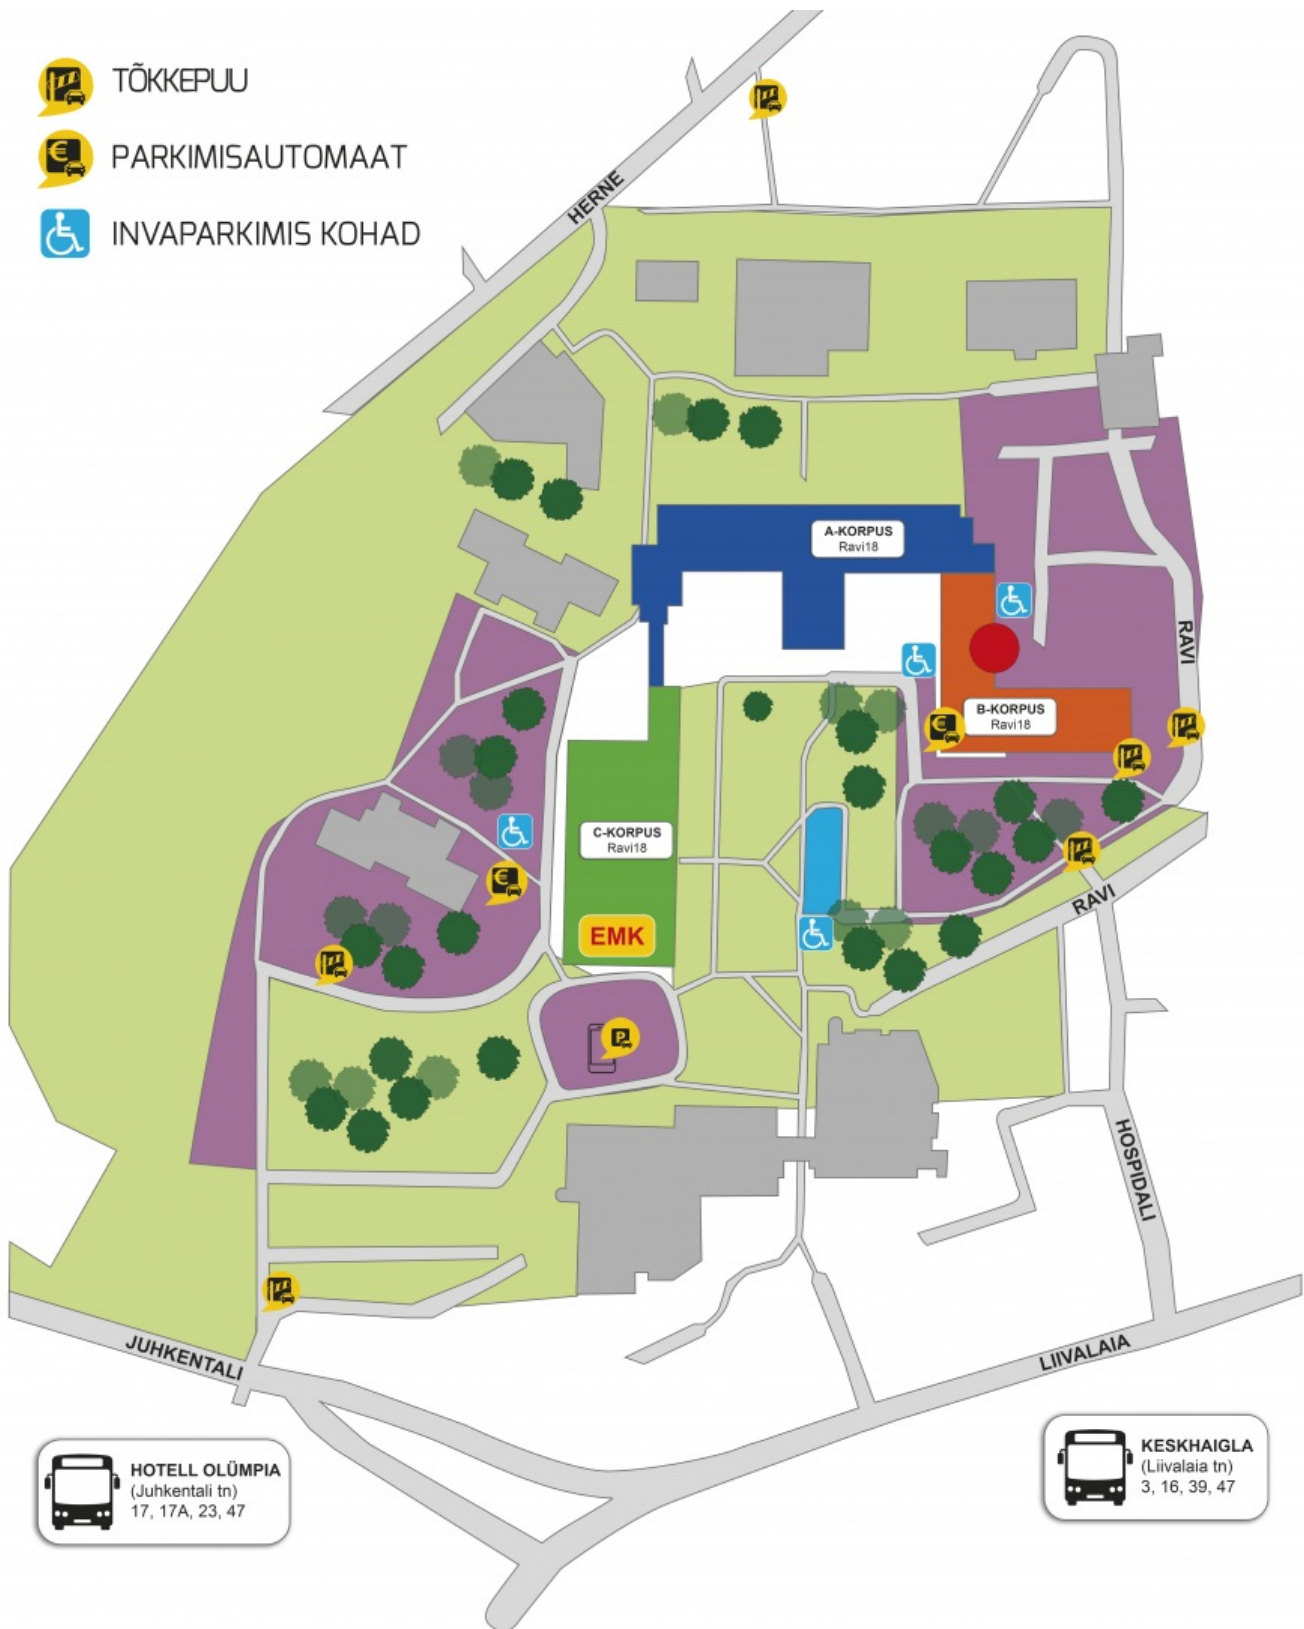 TÕKKEPUU
PARKIMISAUTOMAAT
INVAPARKIMIS KOHAD
HERNE
A-KORPUS
Ravi18
RAVI
B-KORPUS
Ravi18
C-KORPUS
Ravi18
RAVI
EMK
P
HOSPIDALI
JUHKENTALI
LIIVALAIA
HOTELL OLÜMPIA
(Juhkentali tn)
17, 17A, 23, 47
KESKHAIGLA
(Liivalaia tn)
3, 16, 39, 47